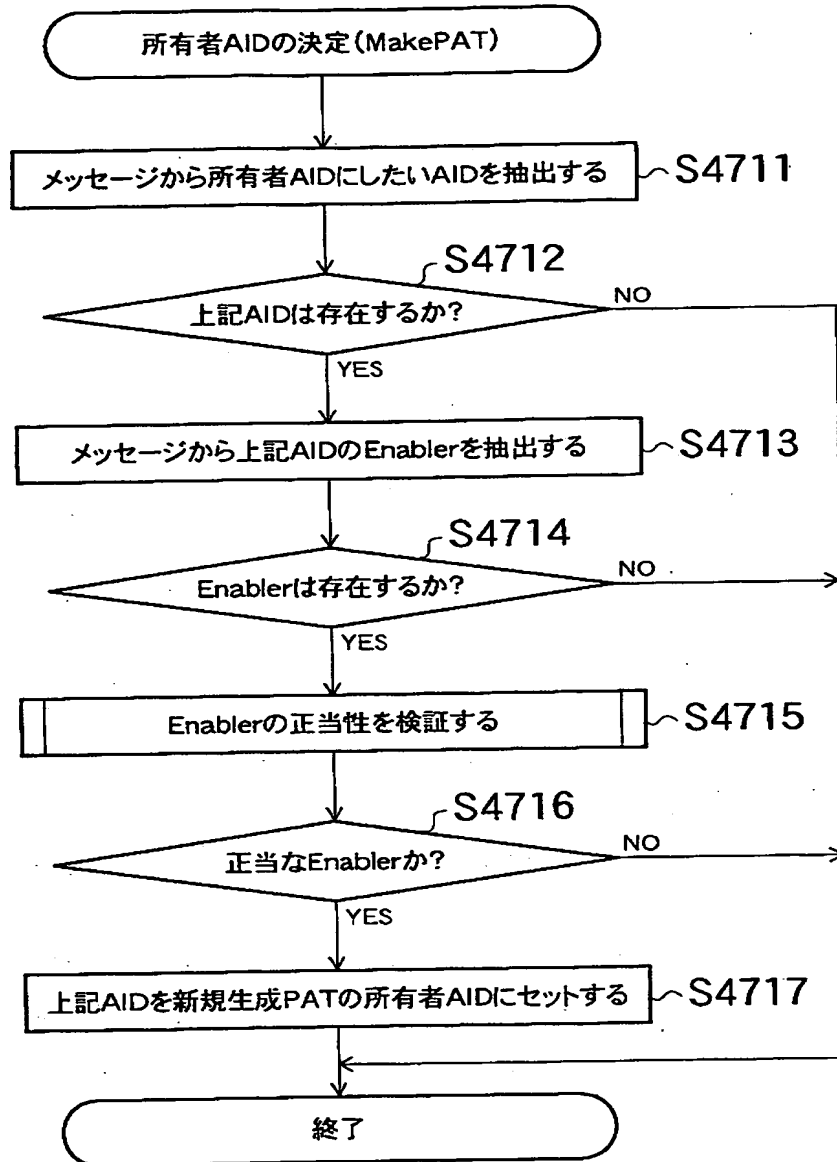 所有者AIDの決定(MakePAT)
メッセージから所有者AIDにしたいAIDを抽出する
S4711
S4712
上記AIDは存在するか?
NO
YES
メッセージから上記AIDのEnablerを抽出する
S4713
S4714
Enablerは存在するか?
NO
YES
Enablerの正当性を検証する
S4715
S4716
正当なEnablerか?
NO
YES
上記AIDを新規生成PATの所有者AIDにセットする
S4717
終了